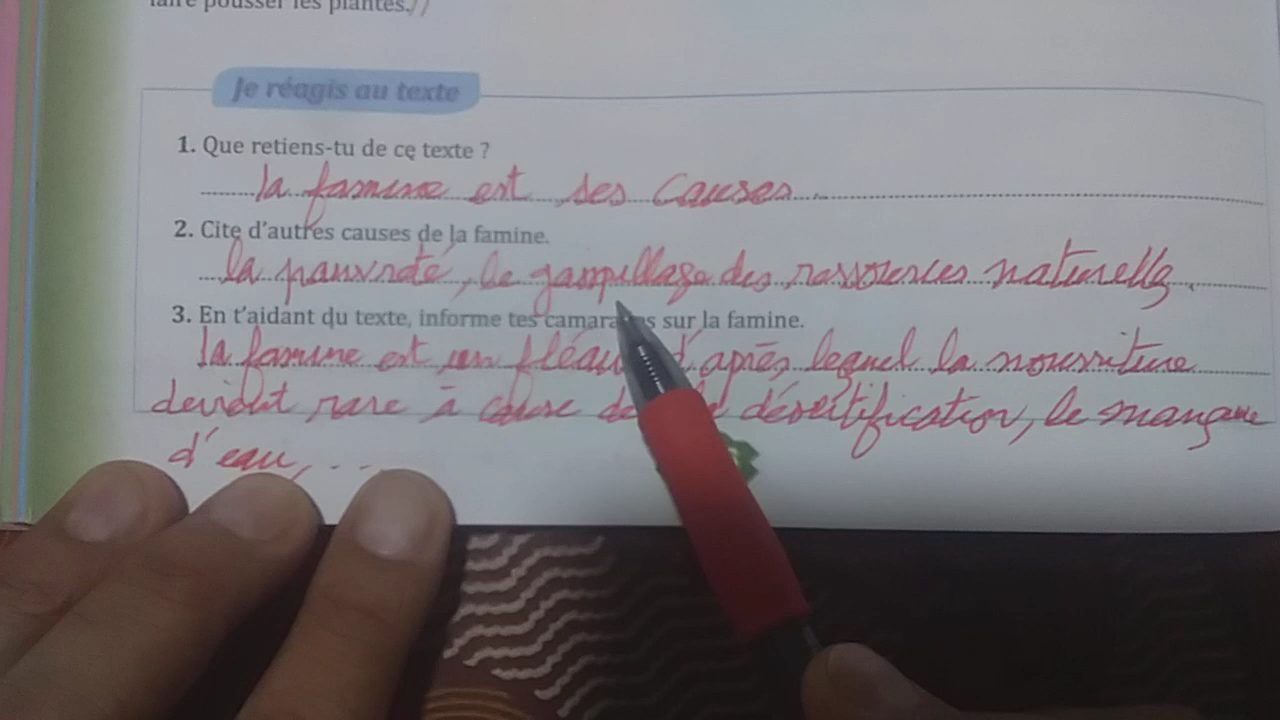 faire pousser les plantes.//
Je réagis au texte
1. Que retiens-tu de ce texte ?
la famine est ses causes.
2. Cite d'autres causes de la famine.
la pauvreté, le gaspillage des ressources naturelles.
3. En t'aidant du texte, informe tes camarades sur la famine.
la famine est un fléau d'après lequel la nourriture
devient rare à cause de la désertification, le manque
d'eau, ...